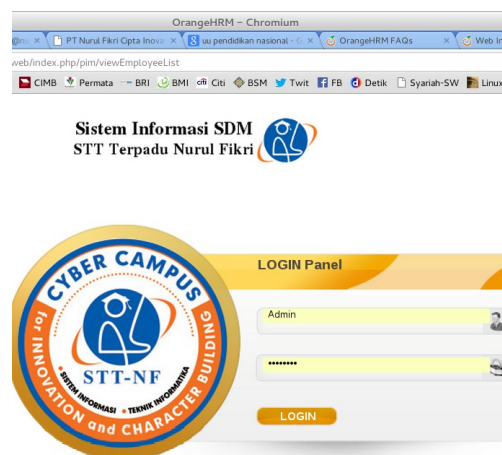 OrangeHRM - Chromium
PT Nurul Fikri Cipta Inova
uu pendidikan nasional - G
OrangeHRM FAQs
Web In
web/index.php/pim/viewEmployeeList
CIMB Permata BRI BMI Citi BSM Twit FB Detik Syariah-SW Linux
Sistem Informasi SDM
STT Terpadu Nurul Fikri
CYBER CAMPUS
for INNOVATION and CHARACTER BUILDING
STT-NF
• SISTEM INFORMASI • TEKNIK INFORMATIKA
LOGIN Panel
Admin
••••••••
LOGIN